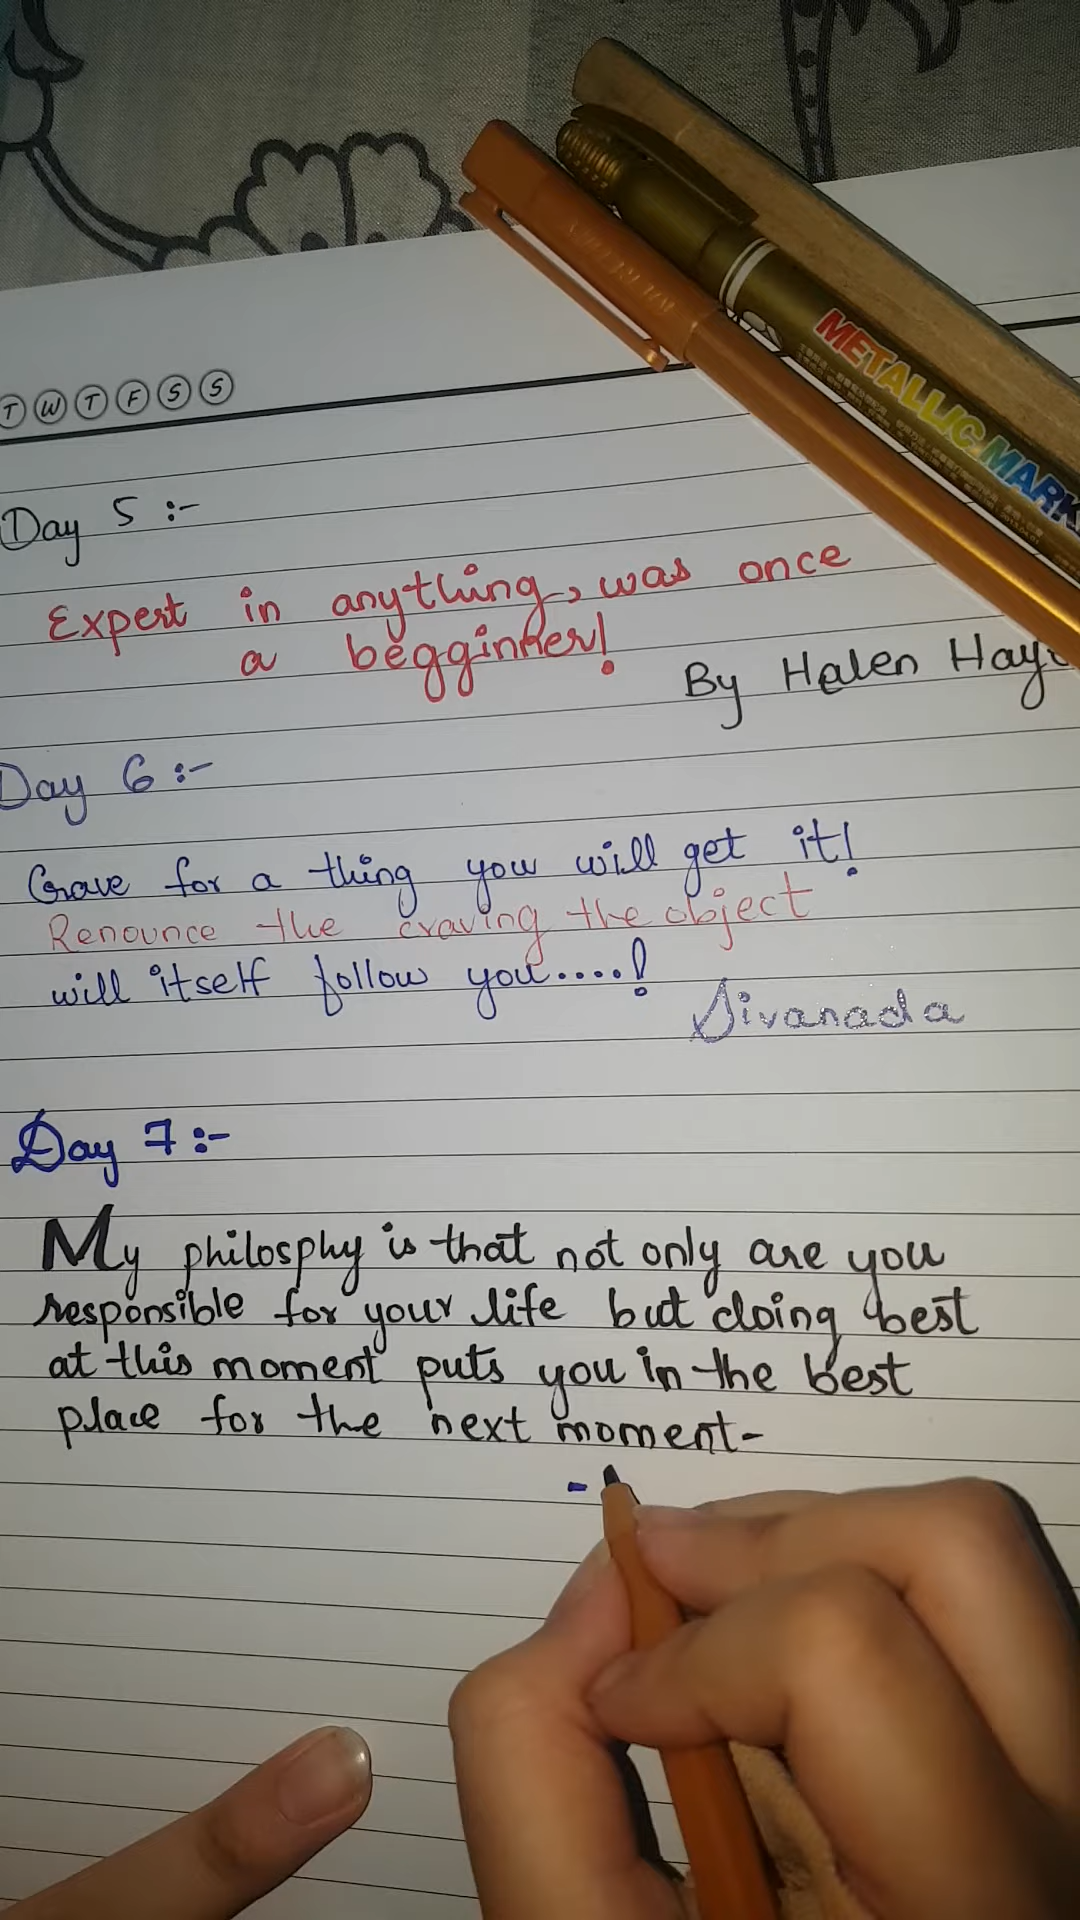 METALLIC MARK
T W T F S S
Day 5 :-
Expert in anything, was once
a begginner!
By Helen Haye
Day 6 :-
Crave for a thing you will get it!
Renounce the craving the object
will itself follow you....!
Sivanada
Day 7 :-
My philosphy is that not only are you
responsible for your life but doing best
at this moment puts you in the best
place for the next moment-
-